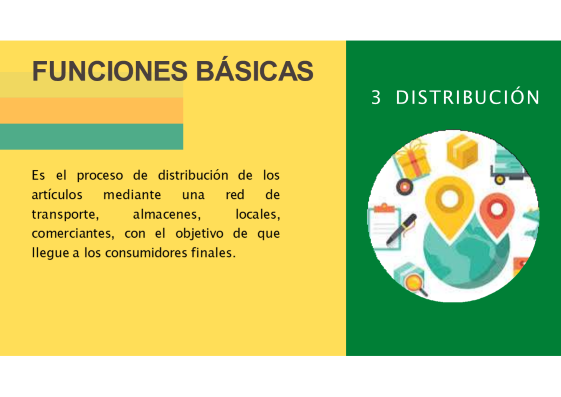 FUNCIONES BÁSICAS
3 DISTRIBUCIÓN
Es el proceso de distribución de los
artículos mediante una red de
transporte, almacenes, locales,
comerciantes, con el objetivo de que
llegue a los consumidores finales.